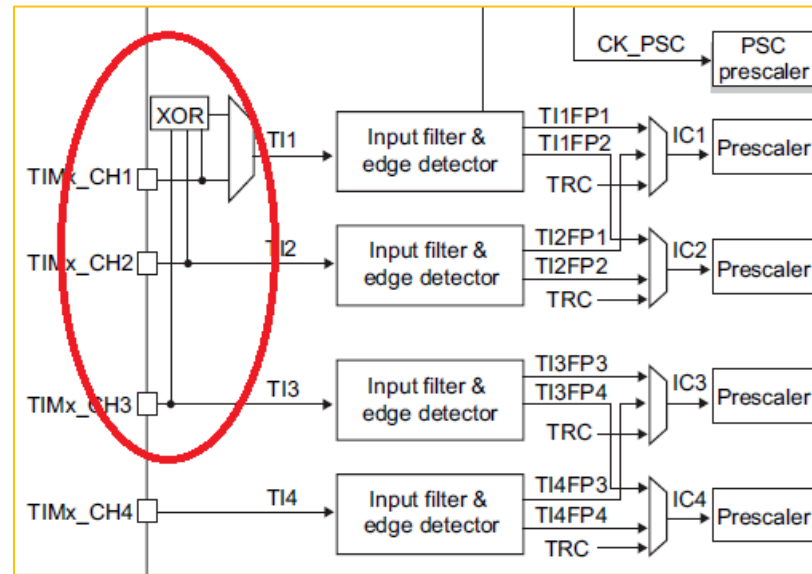 CK_PSC
PSC
prescaler
XOR
TI1
Input filter &
edge detector
TI1FP1
TI1FP2
TRC
IC1
Prescaler
TIMx_CH1
TIMx_CH2
TI2
Input filter &
edge detector
TI2FP1
TI2FP2
TRC
IC2
Prescaler
TIMx_CH3
TI3
Input filter &
edge detector
TI3FP3
TI3FP4
TRC
IC3
Prescaler
TIMx_CH4
TI4
Input filter &
edge detector
TI4FP3
TI4FP4
TRC
IC4
Prescaler